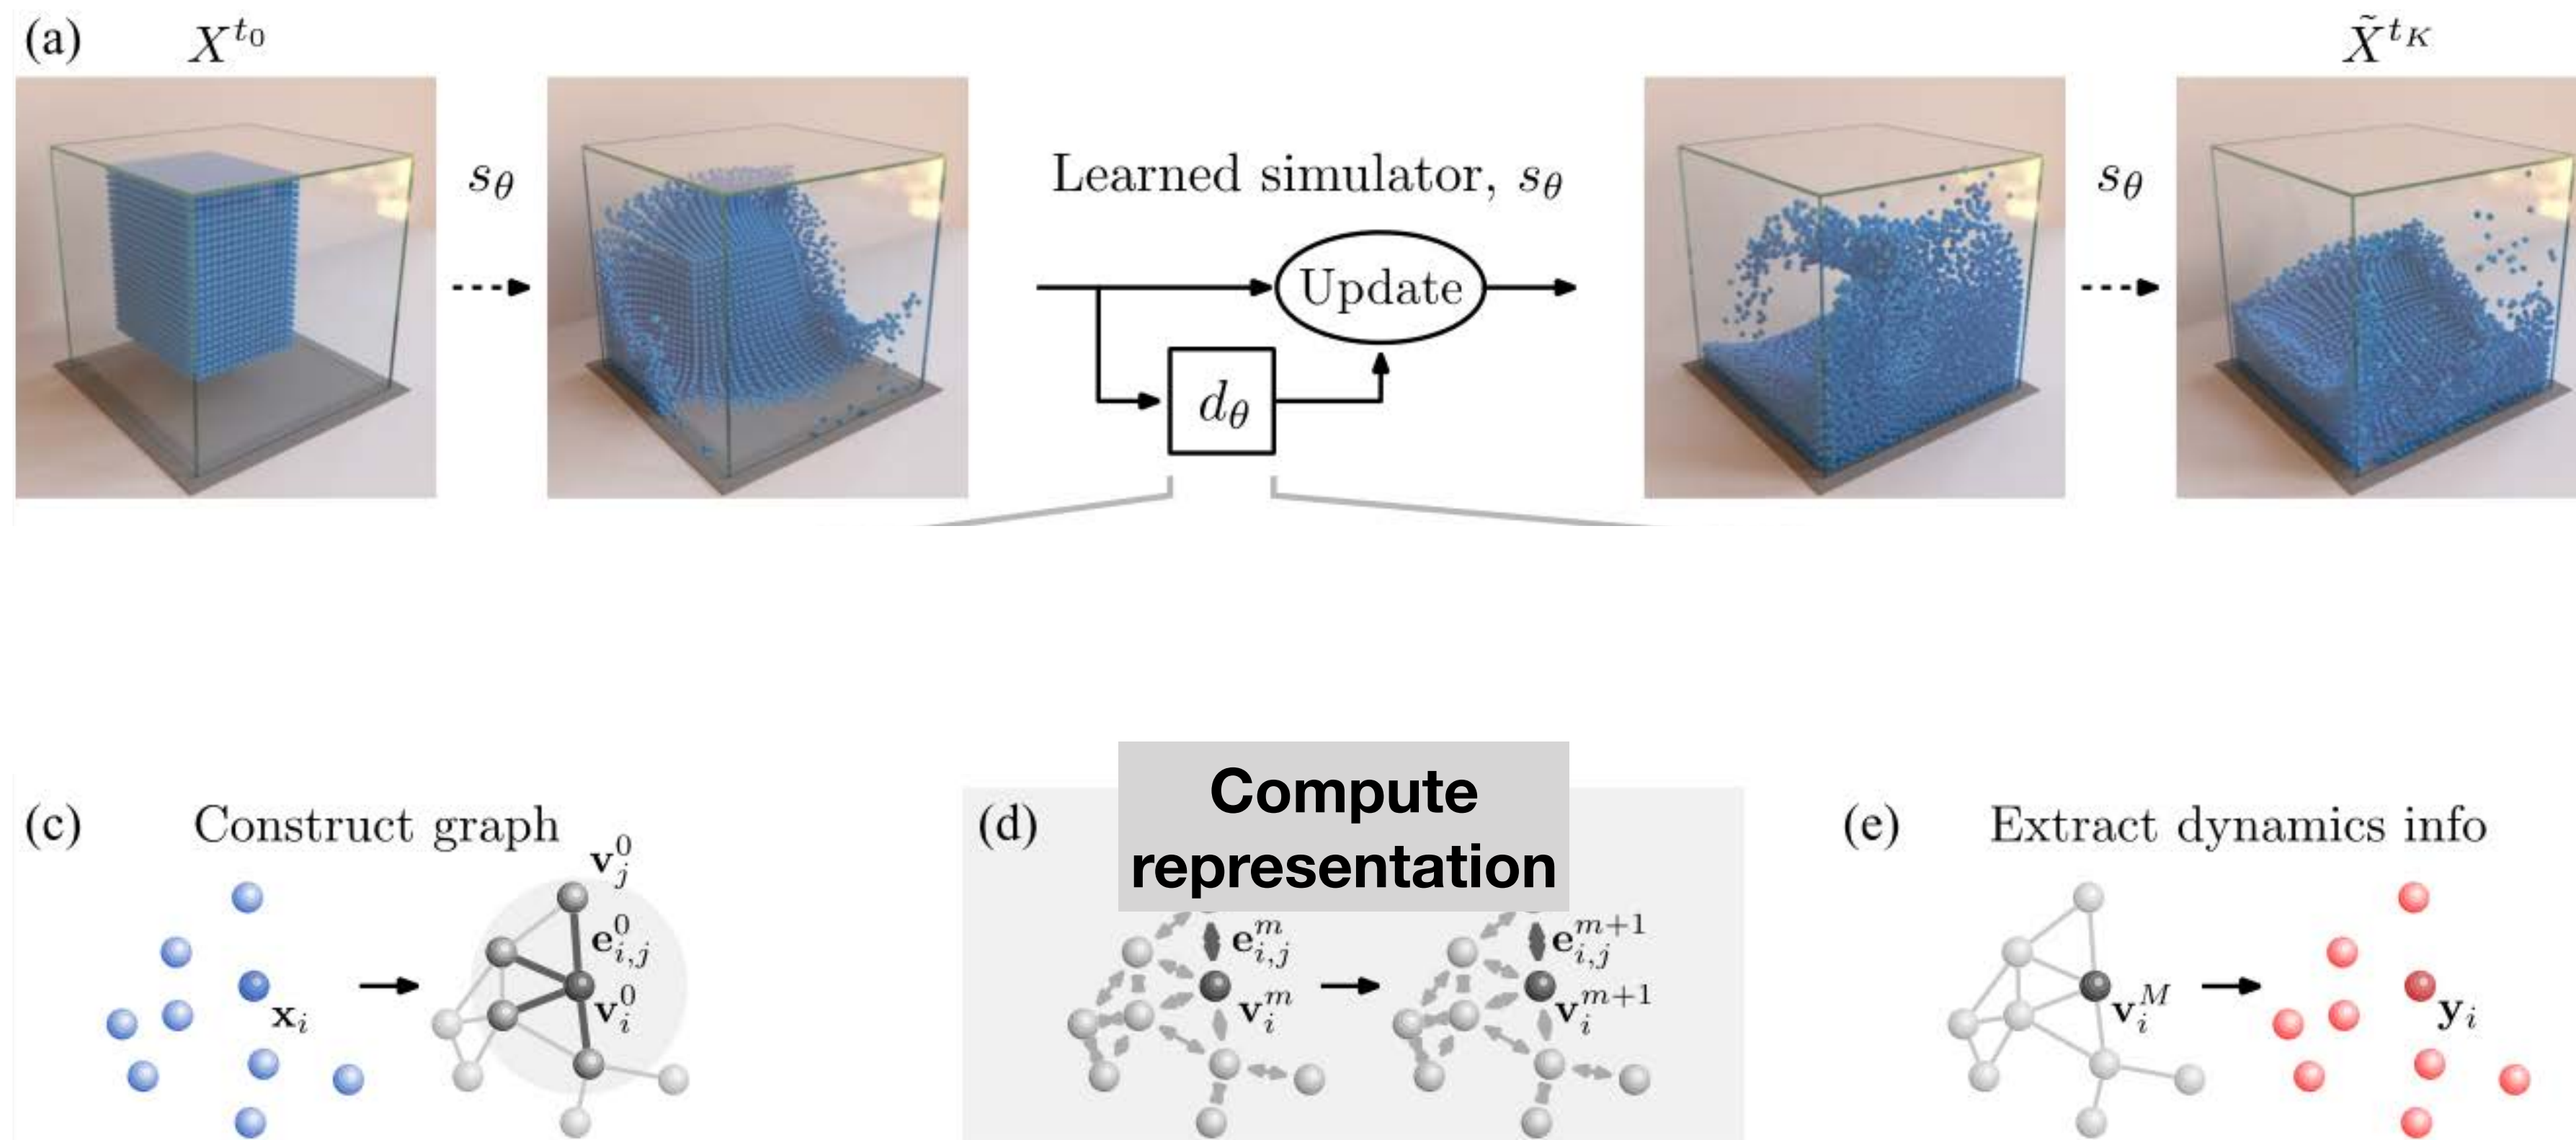 (a)
X^{t_0}
X̃^{t_K}
s_θ
Learned simulator, s_θ
s_θ
Update
d_θ
(c) Construct graph
v_j^0
e_{i,j}^0
v_i^0
x_i
(d)
Compute
representation
e_{i,j}^m
v_i^m
e_{i,j}^{m+1}
v_i^{m+1}
(e) Extract dynamics info
v_i^M
y_i